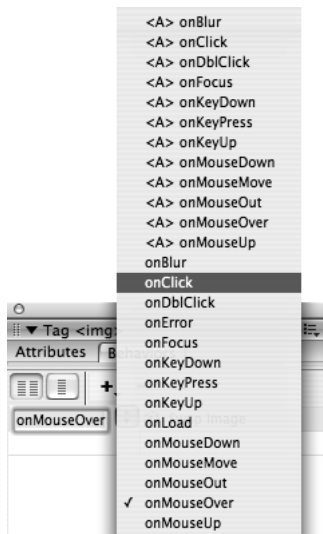 <A> onBlur
<A> onClick
<A> onDblClick
<A> onFocus
<A> onKeyDown
<A> onKeyPress
<A> onKeyUp
<A> onMouseDown
<A> onMouseMove
<A> onMouseOut
<A> onMouseOver
<A> onMouseUp
onBlur
onClick
onDblClick
onError
onFocus
onKeyDown
onKeyPress
onKeyUp
onLoad
onMouseDown
onMouseMove
onMouseOut
✓ onMouseOver
onMouseUp
▼ Tag <img>
Attributes
onMouseOver
Image